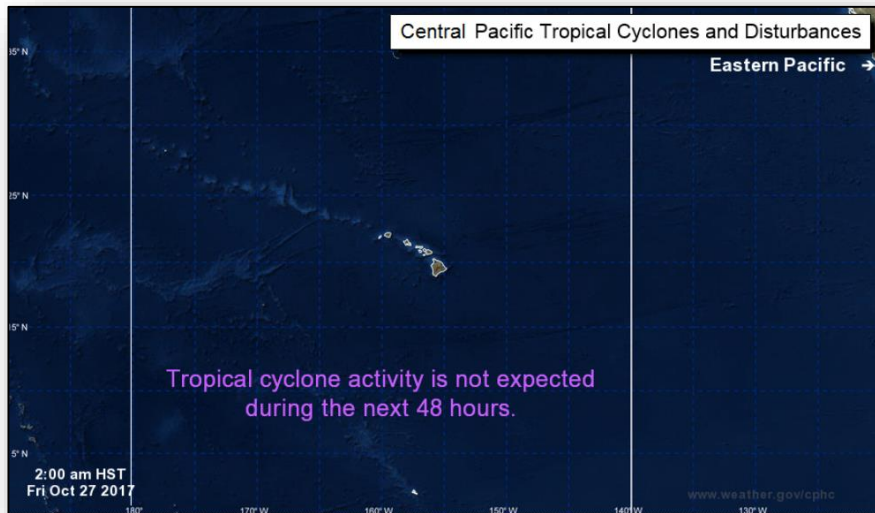 Central Pacific Tropical Cyclones and Disturbances
35° N
Eastern Pacific →
25° N
15° N
Tropical cyclone activity is not expected
during the next 48 hours.
5° N
2:00 am HST
Fri Oct 27 2017
www.weather.gov/cphc
180° 170° W 160° W 150° W 140° W 130° W